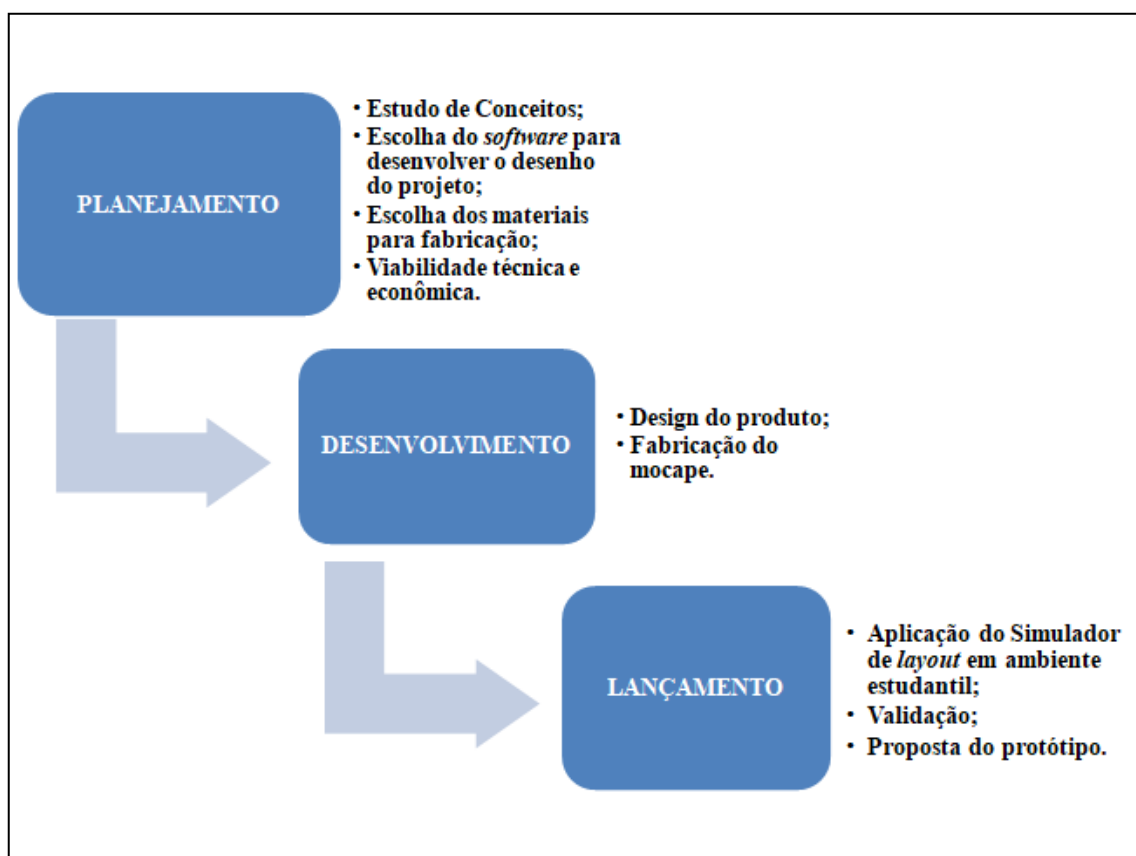 PLANEJAMENTO
• Estudo de Conceitos;
• Escolha do software para
desenvolver o desenho
do projeto;
• Escolha dos materiais
para fabricação;
• Viabilidade técnica e
econômica.
DESENVOLVIMENTO
• Design do produto;
• Fabricação do
mocape.
LANÇAMENTO
• Aplicação do Simulador
de layout em ambiente
estudantil;
• Validação;
• Proposta do protótipo.